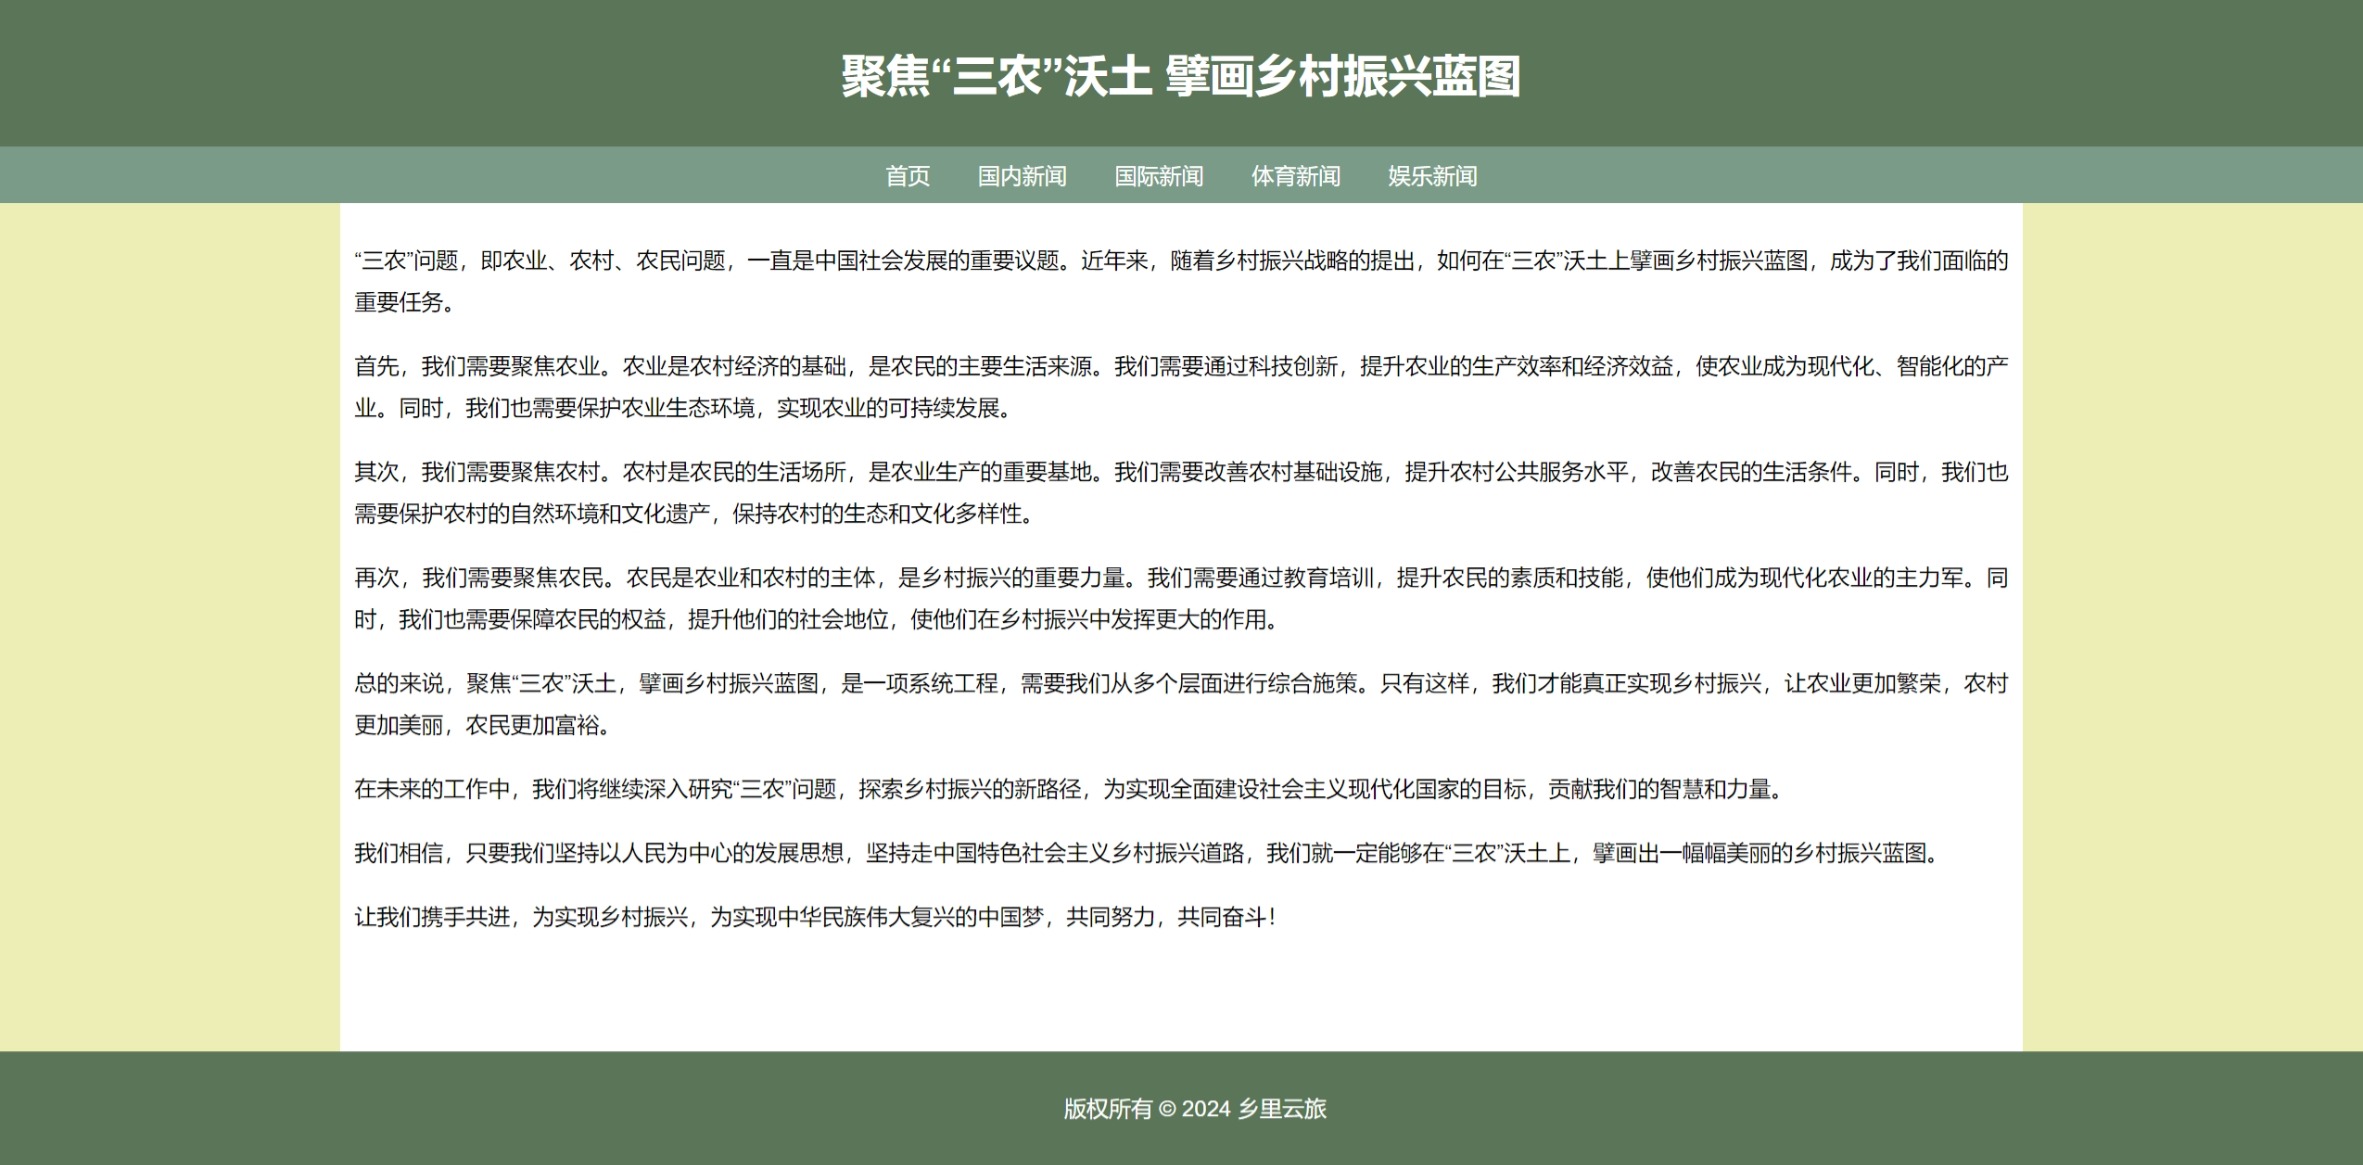 聚焦“三农”沃土 擘画乡村振兴蓝图
首页 国内新闻 国际新闻 体育新闻 娱乐新闻
“三农”问题，即农业、农村、农民问题，一直是中国社会发展的重要议题。近年来，随着乡村振兴战略的提出，如何在“三农”沃土上擘画乡村振兴蓝图，成为了我们面临的
重要任务。
首先，我们需要聚焦农业。农业是农村经济的基础，是农民的主要生活来源。我们需要通过科技创新，提升农业的生产效率和经济效益，使农业成为现代化、智能化的产
业。同时，我们也需要保护农业生态环境，实现农业的可持续发展。
其次，我们需要聚焦农村。农村是农民的生活场所，是农业生产的重要基地。我们需要改善农村基础设施，提升农村公共服务水平，改善农民的生活条件。同时，我们也
需要保护农村的自然环境和文化遗产，保持农村的生态和文化多样性。
再次，我们需要聚焦农民。农民是农业和农村的主体，是乡村振兴的重要力量。我们需要通过教育培训，提升农民的素质和技能，使他们成为现代化农业的主力军。同
时，我们也需要保障农民的权益，提升他们的社会地位，使他们在乡村振兴中发挥更大的作用。
总的来说，聚焦“三农”沃土，擘画乡村振兴蓝图，是一项系统工程，需要我们从多个层面进行综合施策。只有这样，我们才能真正实现乡村振兴，让农业更加繁荣，农村
更加美丽，农民更加富裕。
在未来的工作中，我们将继续深入研究“三农”问题，探索乡村振兴的新路径，为实现全面建设社会主义现代化国家的目标，贡献我们的智慧和力量。
我们相信，只要我们坚持以人民为中心的发展思想，坚持走中国特色社会主义乡村振兴道路，我们就一定能够在“三农”沃土上，擘画出一幅幅美丽的乡村振兴蓝图。
让我们携手共进，为实现乡村振兴，为实现中华民族伟大复兴的中国梦，共同努力，共同奋斗！
版权所有 © 2024 乡里云旅